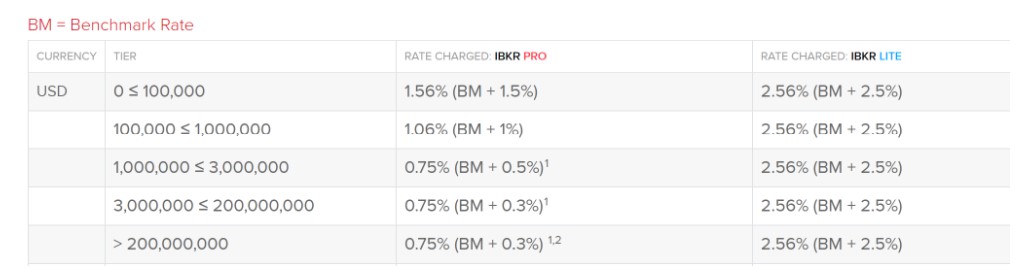 BM = Benchmark Rate
CURRENCY TIER RATE CHARGED: IBKR PRO RATE CHARGED: IBKR LITE
USD 0 ≤ 100,000 1.56% (BM + 1.5%) 2.56% (BM + 2.5%)
100,000 ≤ 1,000,000 1.06% (BM + 1%) 2.56% (BM + 2.5%)
1,000,000 ≤ 3,000,000 0.75% (BM + 0.5%)¹ 2.56% (BM + 2.5%)
3,000,000 ≤ 200,000,000 0.75% (BM + 0.3%)¹ 2.56% (BM + 2.5%)
> 200,000,000 0.75% (BM + 0.3%) ¹,² 2.56% (BM + 2.5%)